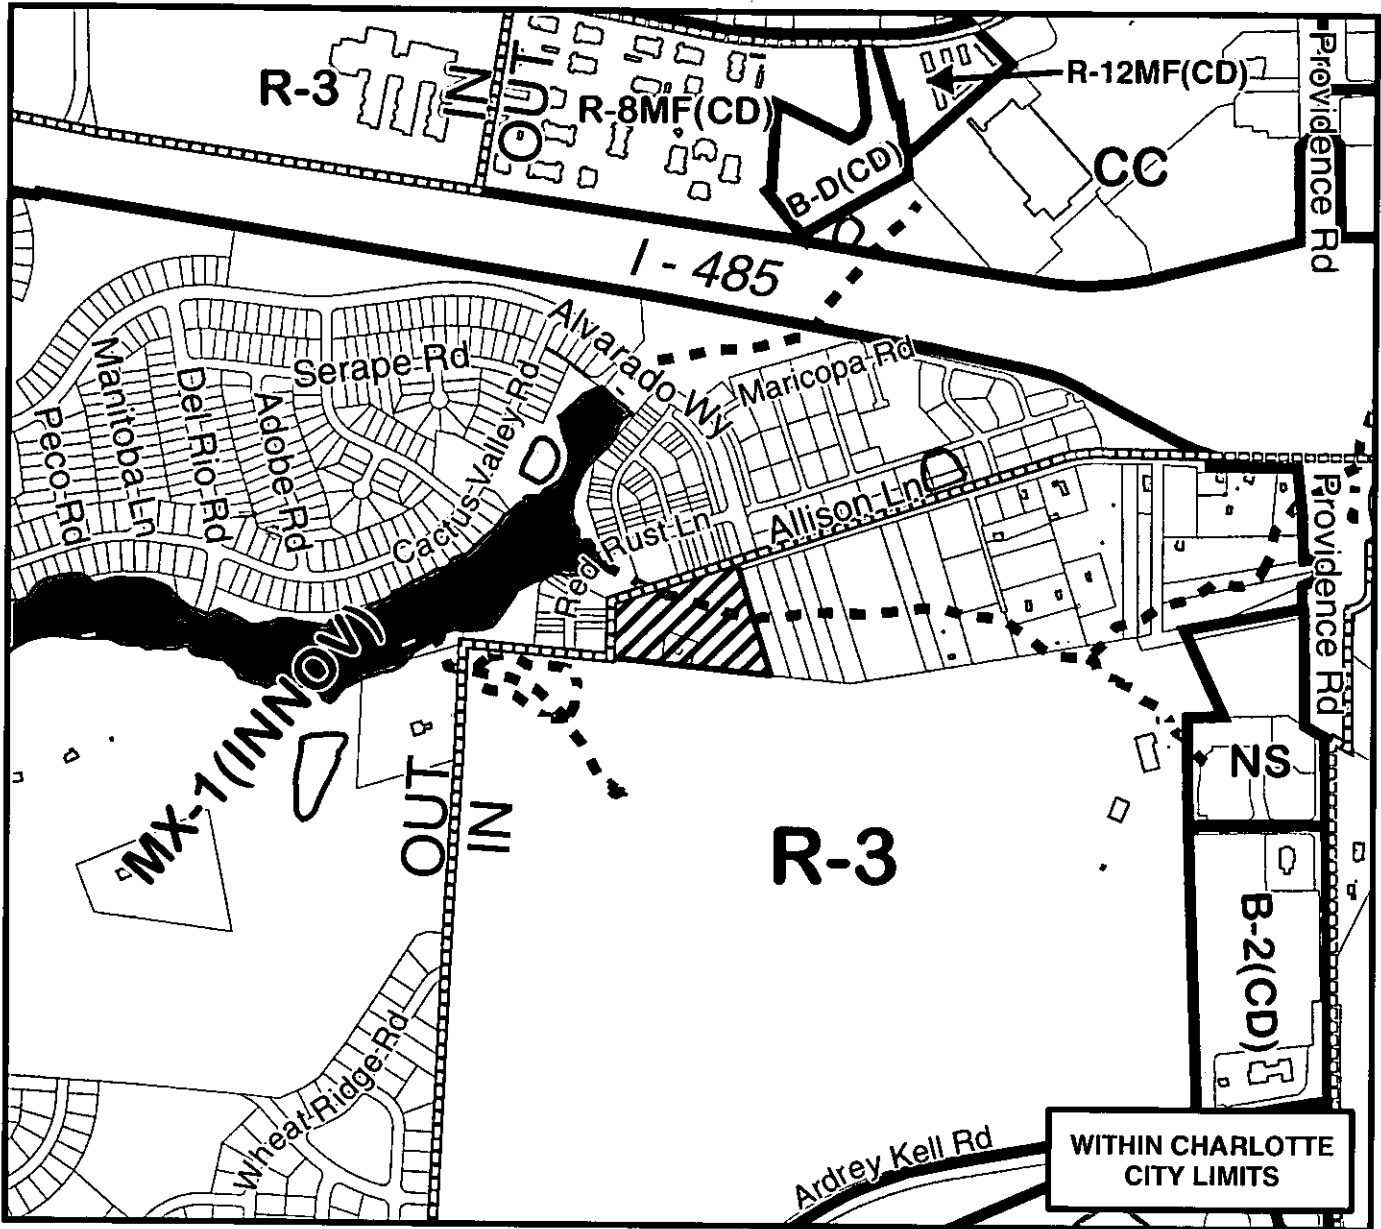 R-3
IN
OUT
R-8MF(CD)
R-12MF(CD)
B-D(CD)
CC
Providence Rd
I - 485
Alvarado Wy
Maricopa Rd
Serape Rd
Manitoba Ln
Del Rio Rd
Adobe Rd
Peco Rd
Cactus Valley Rd
Allison Ln
Red Rust Ln
Providence Rd
MX-1(INNOV)
OUT
IN
R-3
NS
B-2(CD)
Wheat Ridge Rd
Ardrey Kell Rd
WITHIN CHARLOTTE
CITY LIMITS